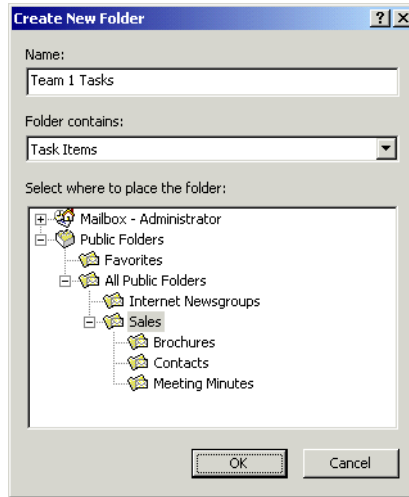 Create New Folder
Name:
Team 1 Tasks
Folder contains:
Task Items
Select where to place the folder:
Mailbox - Administrator
Public Folders
Favorites
All Public Folders
Internet Newsgroups
Sales
Brochures
Contacts
Meeting Minutes
OK Cancel